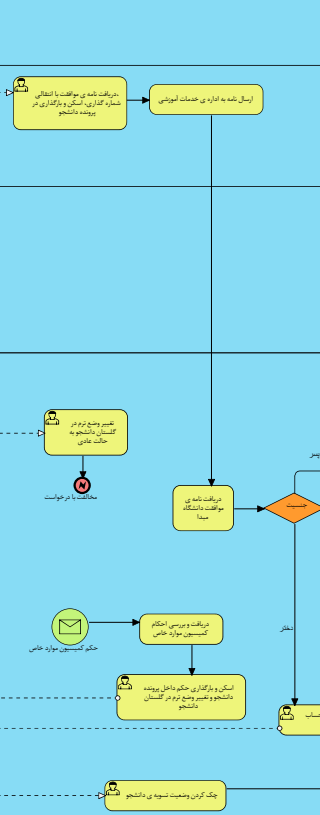 دریافت نامه ی موافقت با انتقالی،
شماره گذاری، اسکن و بارگذاری در
پرونده دانشجو
ارسال نامه به اداره ی خدمات آموزشی
تغییر وضع ترم در
گلستان دانشجو به
حالت عادی
مخالفت با درخواست
دریافت نامه ی
موافقت دانشگاه
مبدا
پسر
جنسیت
دختر
حکم کمیسیون موارد خاص
دریافت و بررسی احکام
کمیسیون موارد خاص
اسکن و بارگذاری حکم داخل پرونده
دانشجو و تغییر وضع ترم در گلستان
دانشجو
چک کردن وضعیت تسویه ی دانشجو